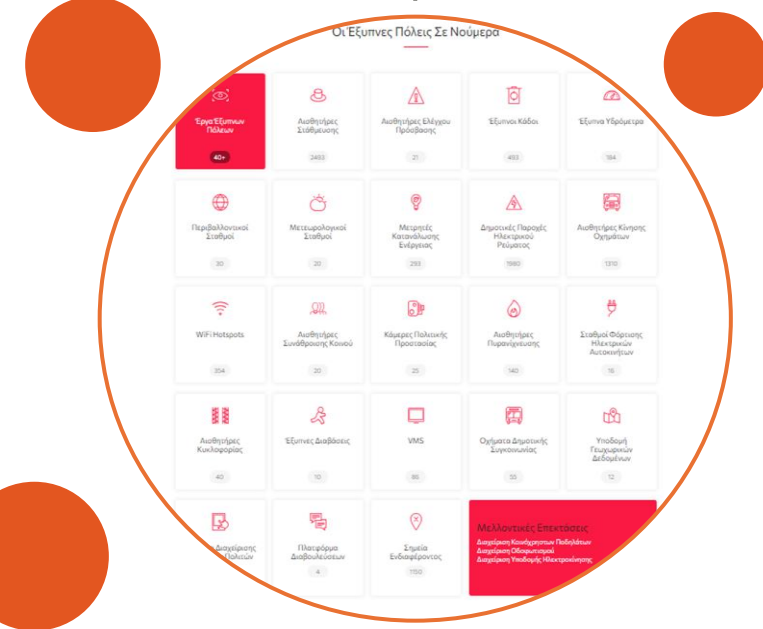 Οι Έξυπνες Πόλεις Σε Νούμερα
Έργα Έξυπνων
Πόλεων
40+
Αισθητήρες
Στάθμευσης
2493
Αισθητήρες Ελέγχου
Πρόσβασης
21
Έξυπνοι Κάδοι
493
Έξυπνα Υδρόμετρα
184
Περιβαλλοντικοί
Σταθμοί
30
Μετεωρολογικοί
Σταθμοί
20
Μετρητές
Κατανάλωσης
Ενέργειας
293
Δημοτικές Παροχές
Ηλεκτρικού
Ρεύματος
1980
Αισθητήρες Κίνησης
Οχημάτων
1310
WiFi Hotspots
354
Αισθητήρες
Συνάθροισης Κοινού
20
Κάμερες Πολιτικής
Προστασίας
25
Αισθητήρες
Πυρανίχνευσης
140
Σταθμοί Φόρτισης
Ηλεκτρικών
Αυτοκινήτων
16
Αισθητήρες
Κυκλοφορίας
40
Έξυπνες Διαβάσεις
10
VMS
86
Οχήματα Δημοτικής
Συγκοινωνίας
55
Υποδομή
Γεωχωρικών
Δεδομένων
12
Διαχείρισης
Πολιτών
Πλατφόρμα
Διαβουλεύσεων
4
Σημεία
Ενδιαφέροντος
1150
Μελλοντικές Επεκτάσεις
Διαχείριση Κοινόχρηστων Ποδηλάτων
Διαχείριση Οδοφωτισμού
Διαχείριση Υποδομής Ηλεκτροκίνησης